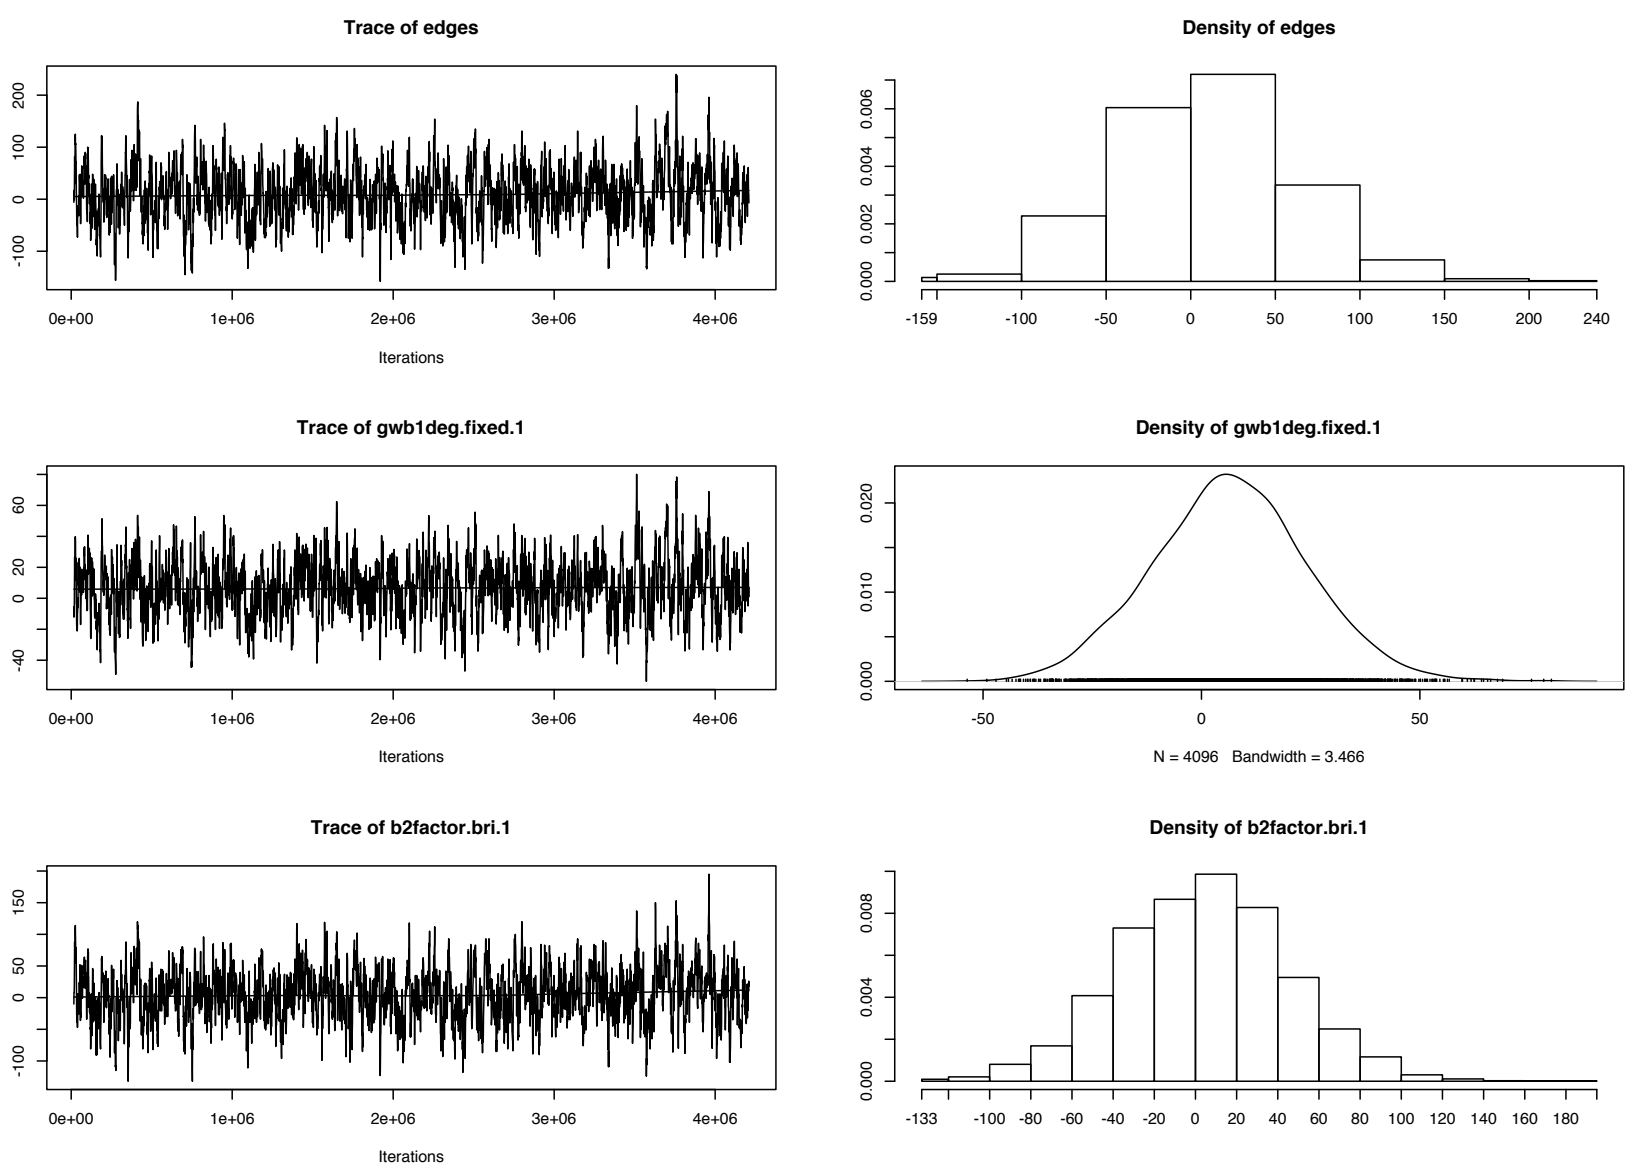 Trace of edges
200
100
0
-100
0e+00 1e+06 2e+06 3e+06 4e+06
Iterations
Density of edges
0.006
0.004
0.002
0.000
-159 -100 -50 0 50 100 150 200 240
Trace of gwb1deg.fixed.1
60
20
0
-40
0e+00 1e+06 2e+06 3e+06 4e+06
Iterations
Density of gwb1deg.fixed.1
0.020
0.010
0.000
-50 0 50
N = 4096 Bandwidth = 3.466
Trace of b2factor.bri.1
150
50
0
-100
0e+00 1e+06 2e+06 3e+06 4e+06
Iterations
Density of b2factor.bri.1
0.008
0.004
0.000
-133 -100 -80 -60 -40 -20 0 20 40 60 80 100 120 140 160 180